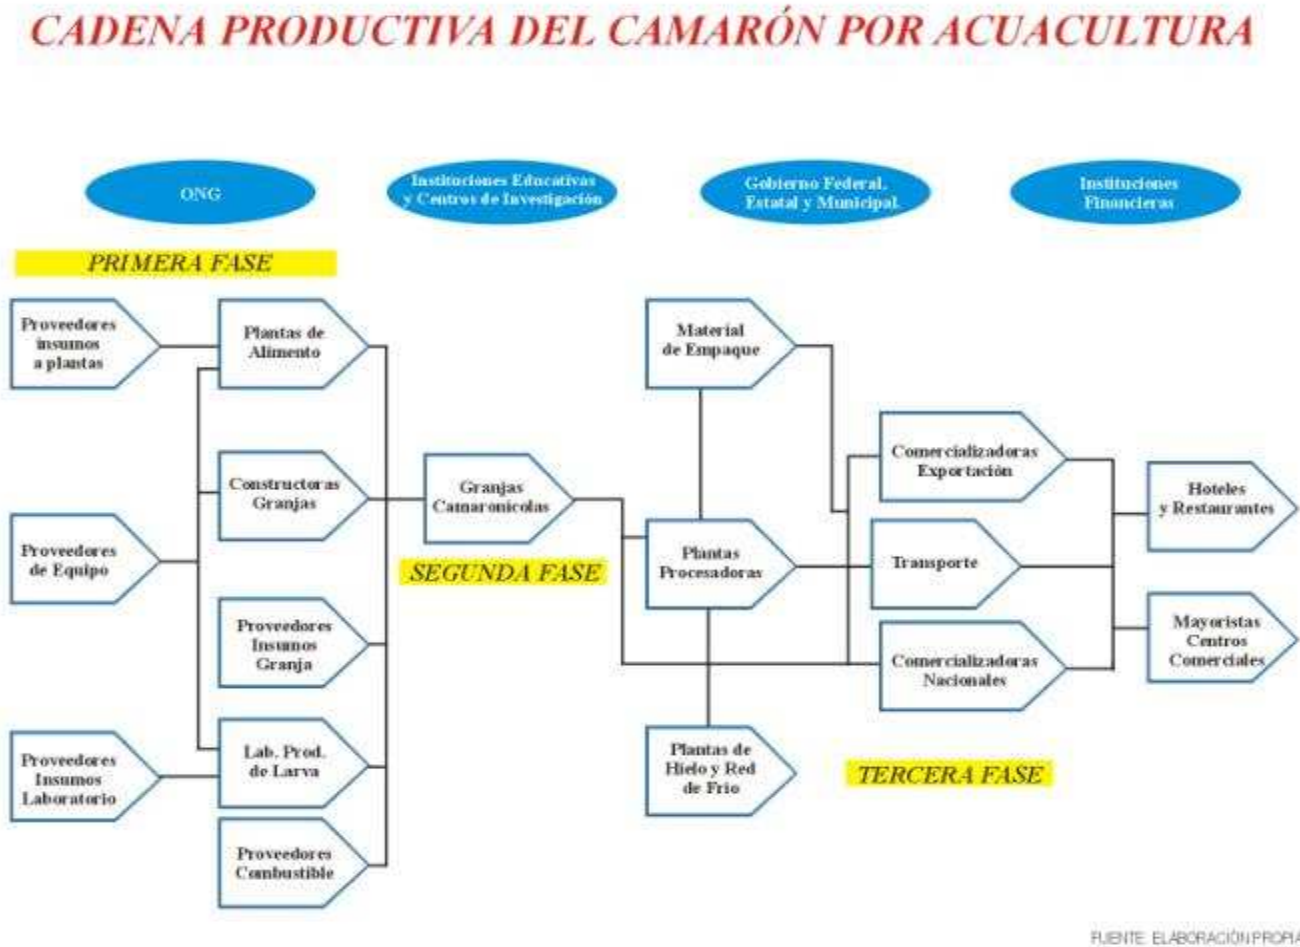 CADENA PRODUCTIVA DEL CAMARÓN POR ACUACULTURA
ONG
Instituciones Educativas
y Centros de Investigación
Gobierno Federal.
Estatal y Municipal.
Instituciones
Financieras
PRIMERA FASE
Proveedores
insumos
a plantas
Plantas de
Alimento
Material
de Empaque
Constructoras
Granjas
Granjas
Camaronicolas
Comercializadoras
Exportación
Hoteles
y Restaurantes
Proveedores
de Equipo
SEGUNDA FASE
Plantas
Procesadoras
Transporte
Proveedores
Insumos
Granja
Comercializadoras
Nacionales
Mayoristas
Centros
Comerciales
Proveedores
Insumos
Laboratorio
Lab. Prod.
de Larva
Plantas de
Hielo y Red
de Frio
TERCERA FASE
Proveedores
Combustible
FUENTE: ELABORACIÓN PROPIA